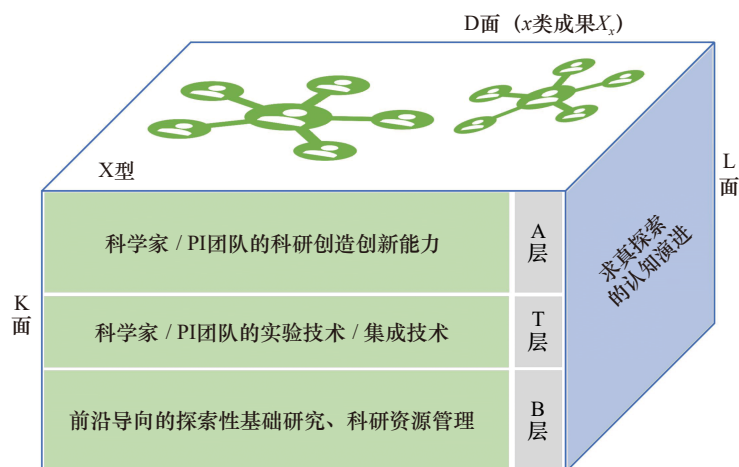 D面（x类成果Xₓ）
X型
L
面
K
面
科学家 / PI团队的科研创造创新能力
A
层
科学家 / PI团队的实验技术 / 集成技术
T
层
前沿导向的探索性基础研究、科研资源管理
B
层
求真探索
的认知演进